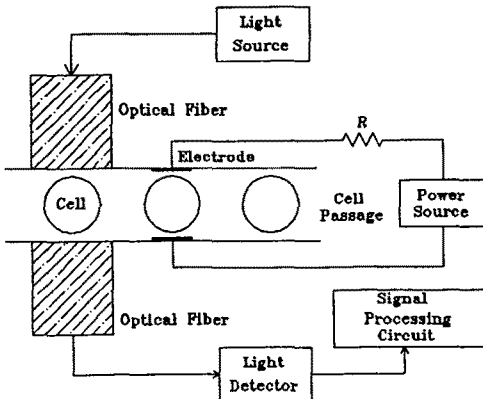 Light
Source
Optical Fiber
R
Electrode
Cell
Cell
Passage
Power
Source
Optical Fiber
Signal
Processing
Circuit
Light
Detector